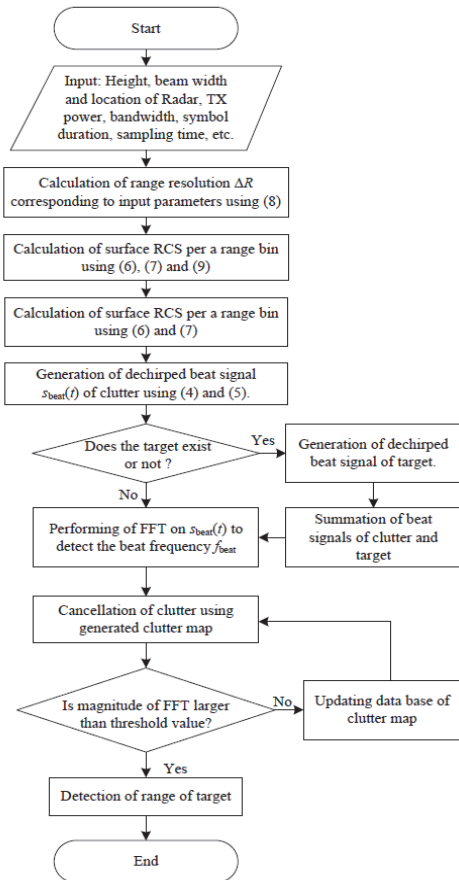 Start
Input: Height, beam width
and location of Radar, TX
power, bandwidth, symbol
duration, sampling time, etc.
Calculation of range resolution ΔR
corresponding to input parameters using (8)
Calculation of surface RCS per a range bin
using (6), (7) and (9)
Calculation of surface RCS per a range bin
using (6) and (7)
Generation of dechirped beat signal
sbeat(t) of clutter using (4) and (5).
Does the target exist
or not ?
Yes
Generation of dechirped
beat signal of target.
No
Summation of beat
signals of clutter and
target
Performing of FFT on sbeat(t) to
detect the beat frequency fbeat
Cancellation of clutter using
generated clutter map
Is magnitude of FFT larger
than threshold value?
No
Updating data base of
clutter map
Yes
Detection of range of target
End